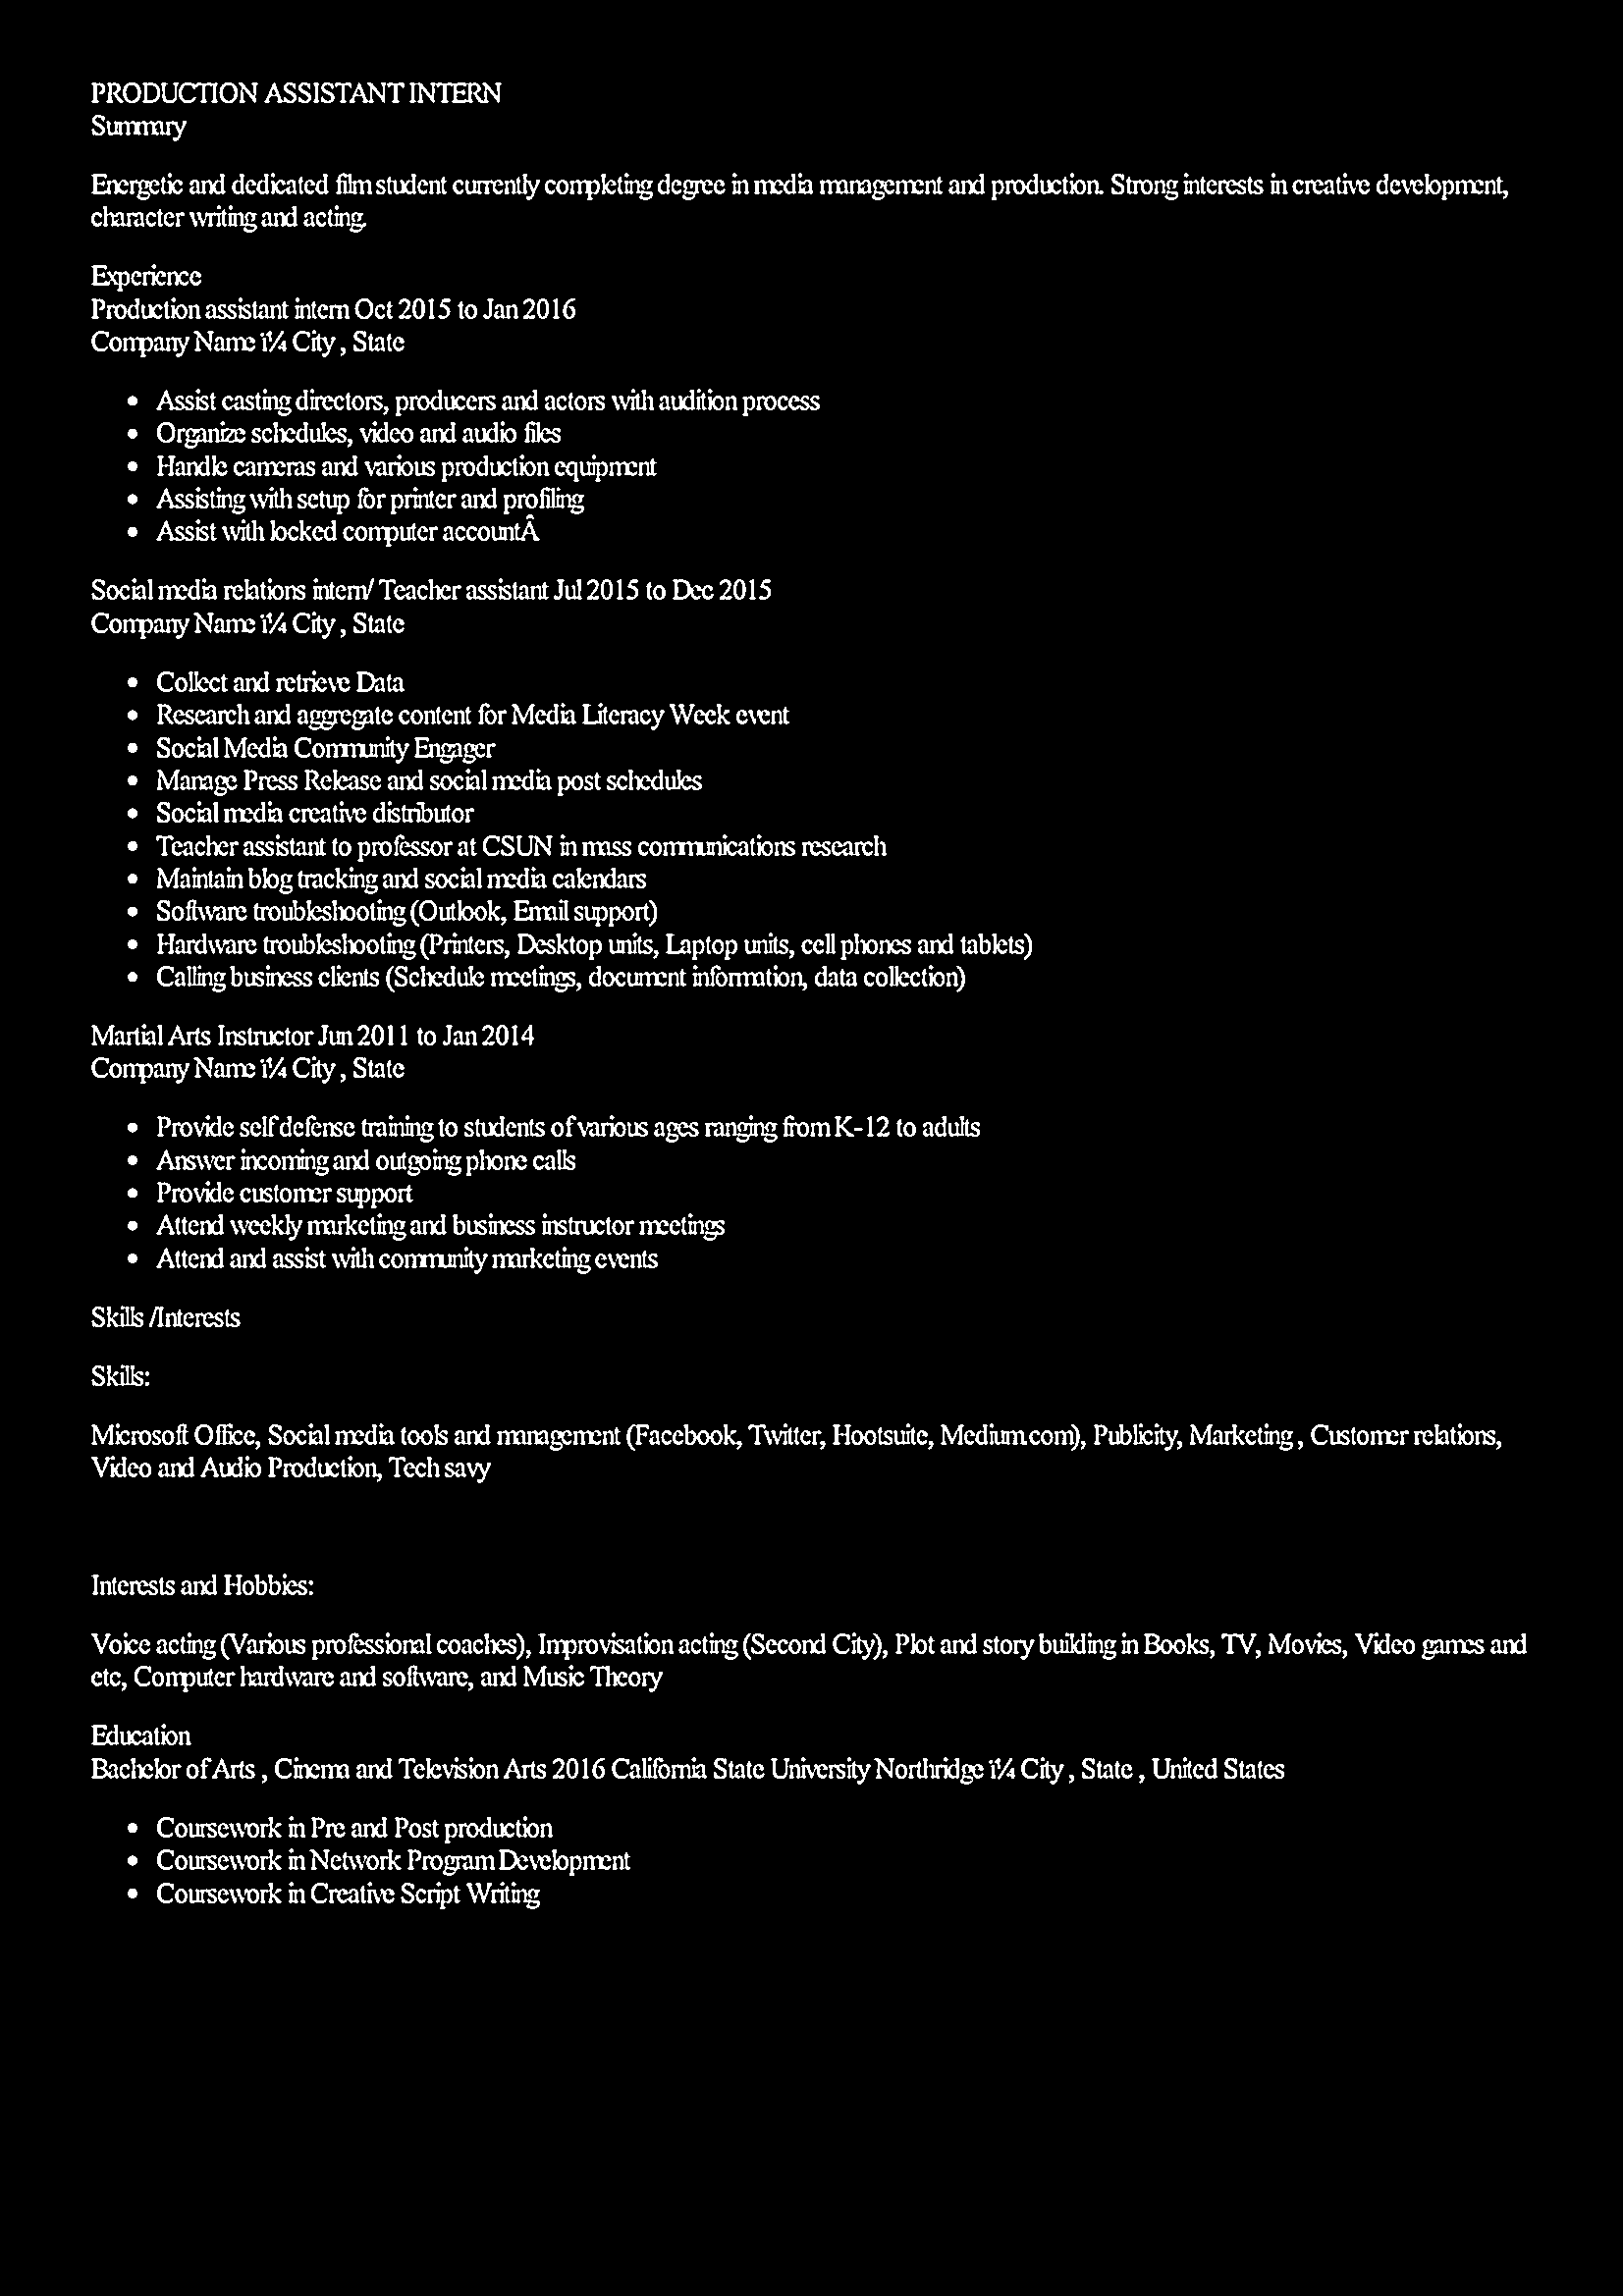 PRODUCTION ASSISTANT INTERN
Summary
Energetic and dedicated film student currently completing degree in media management and production. Strong interests in creative development,
character writing and acting.
Experience
Production assistant intern Oct 2015 to Jan 2016
Company Name ï¼ City , State
• Assist casting directors, producers and actors with audition process
• Organize schedules, video and audio files
• Handle cameras and various production equipment
• Assisting with setup for printer and profiling
• Assist with locked computer accountÂ
Social media relations intern/ Teacher assistant Jul 2015 to Dec 2015
Company Name ï¼ City , State
• Collect and retrieve Data
• Research and aggregate content for Media Literacy Week event
• Social Media Community Engager
• Manage Press Release and social media post schedules
• Social media creative distributor
• Teacher assistant to professor at CSUN in mass communications research
• Maintain blog tracking and social media calendars
• Software troubleshooting (Outlook, Email support)
• Hardware troubleshooting (Printers, Desktop units, Laptop units, cell phones and tablets)
• Calling business clients (Schedule meetings, document information, data collection)
Martial Arts Instructor Jun 2011 to Jan 2014
Company Name ï¼ City , State
• Provide self defense training to students of various ages ranging from K-12 to adults
• Answer incoming and outgoing phone calls
• Provide customer support
• Attend weekly marketing and business instructor meetings
• Attend and assist with community marketing events
Skills /Interests
Skills:
Microsoft Office, Social media tools and management (Facebook, Twitter, Hootsuite, Medium.com), Publicity, Marketing , Customer relations,
Video and Audio Production, Tech savy
Interests and Hobbies:
Voice acting (Various professional coaches), Improvisation acting (Second City), Plot and story building in Books, TV, Movies, Video games and
etc, Computer hardware and software, and Music Theory
Education
Bachelor of Arts , Cinema and Television Arts 2016 California State University Northridge ï¼ City , State , United States
• Coursework in Pre and Post production
• Coursework in Network Program Development
• Coursework in Creative Script Writing